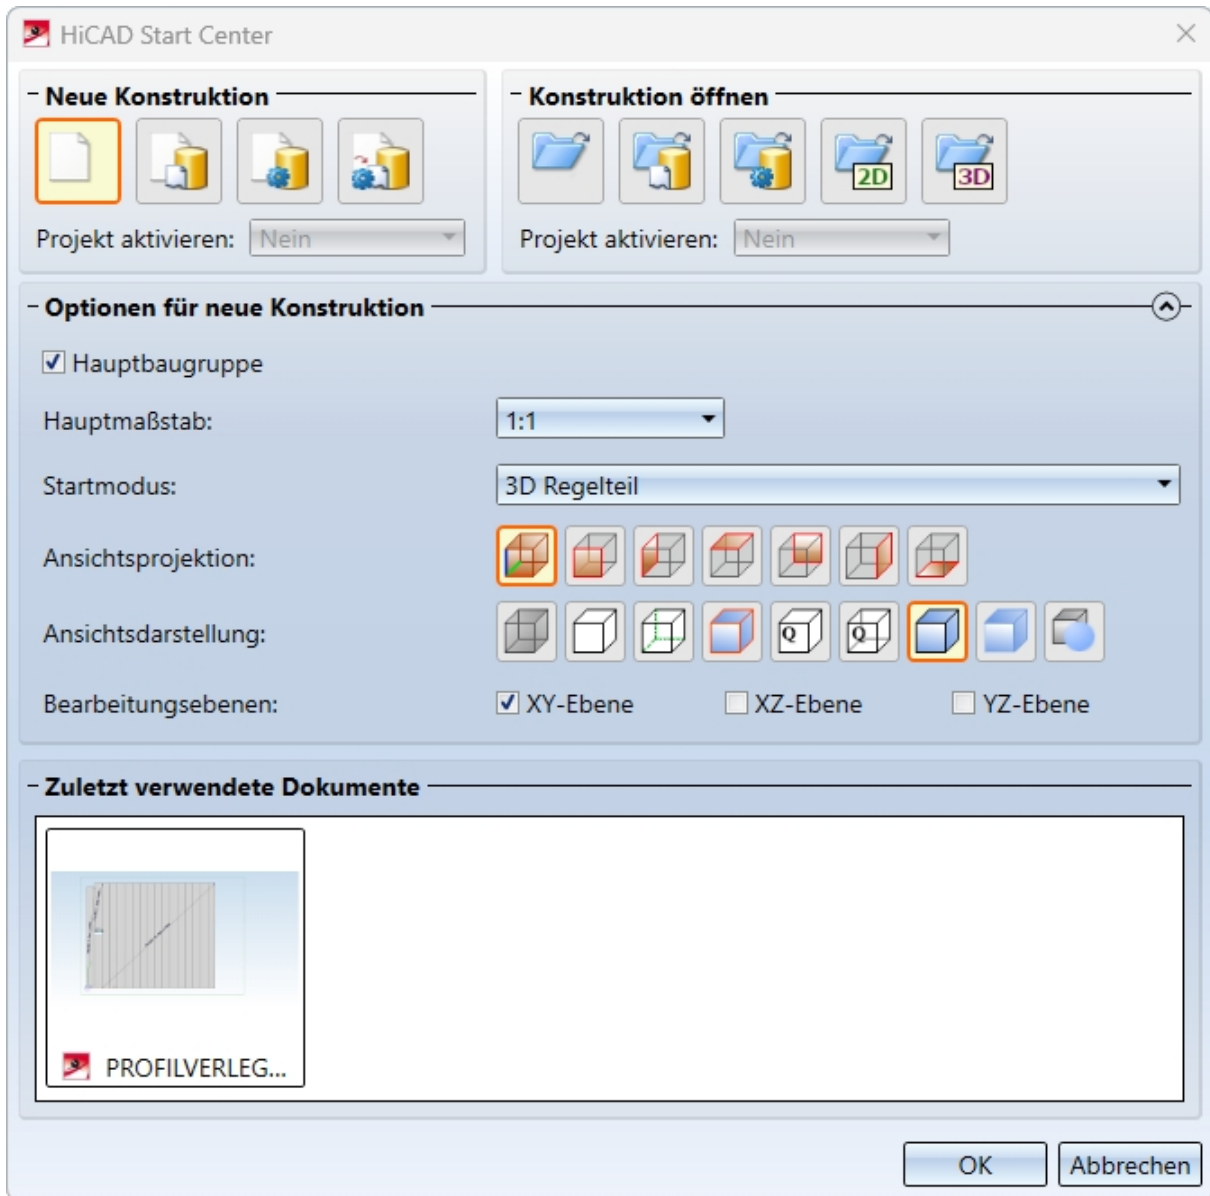 HiCAD Start Center
Neue Konstruktion
Projekt aktivieren: Nein
Konstruktion öffnen
2D 3D
Projekt aktivieren: Nein
Optionen für neue Konstruktion
Hauptbaugruppe
Hauptmaßstab: 1:1
Startmodus: 3D Regelteil
Ansichtsprojektion:
Ansichtsdarstellung: Q Q
Bearbeitungsebenen: XY-Ebene XZ-Ebene YZ-Ebene
Zuletzt verwendete Dokumente
PROFILVERLEG...
OK Abbrechen